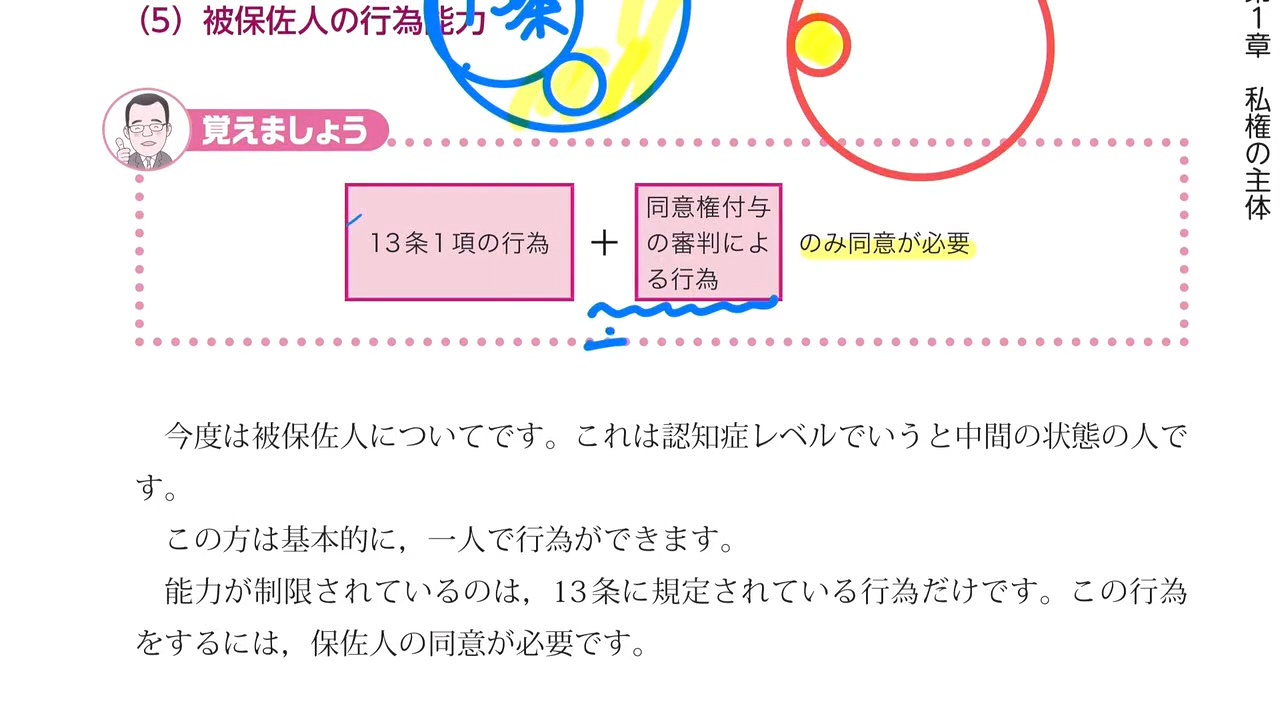 (5) 被保佐人の行為能力
覚えましょう
13条1項の行為
+
同意権付与
の審判によ
る行為
のみ同意が必要
今度は被保佐人についてです。これは認知症レベルでいうと中間の状態の人で
す。
この方は基本的に，一人で行為ができます。
能力が制限されているのは，13条に規定されている行為だけです。この行為
をするには，保佐人の同意が必要です。
章　私権の主体